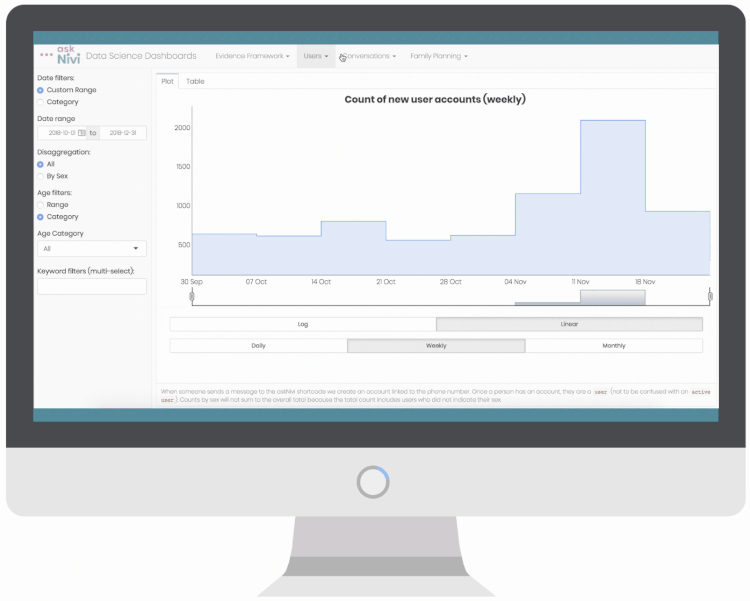 ask
Nivi Data Science Dashboards Evidence Framework Users Conversations Family Planning
Date filters:
Custom Range
Category
Date range
2018-10-01 to 2018-12-31
Disaggregation:
All
By Sex
Age filters:
Range
Category
Age Category
All
Keyword filters (multi-select):
Plot Table
Count of new user accounts (weekly)
2000
1500
1000
500
30 Sep 07 Oct 14 Oct 21 Oct 28 Oct 04 Nov 11 Nov 18 Nov
Log Linear
Daily Weekly Monthly
When someone sends a message to the askNivi shortcode we create an account linked to the phone number. Once a person has an account, they are a user (not to be confused with an active
user). Counts by sex will not sum to the overall total because the total count includes users who did not indicate their sex.